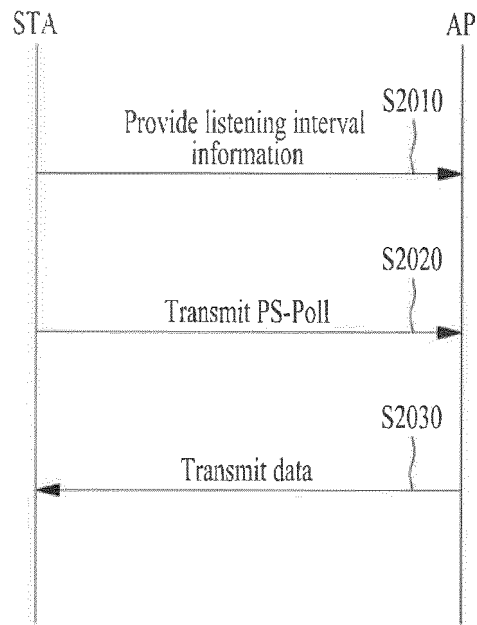 STA
AP
S2010
Provide listening interval
information
S2020
Transmit PS-Poll
S2030
Transmit data